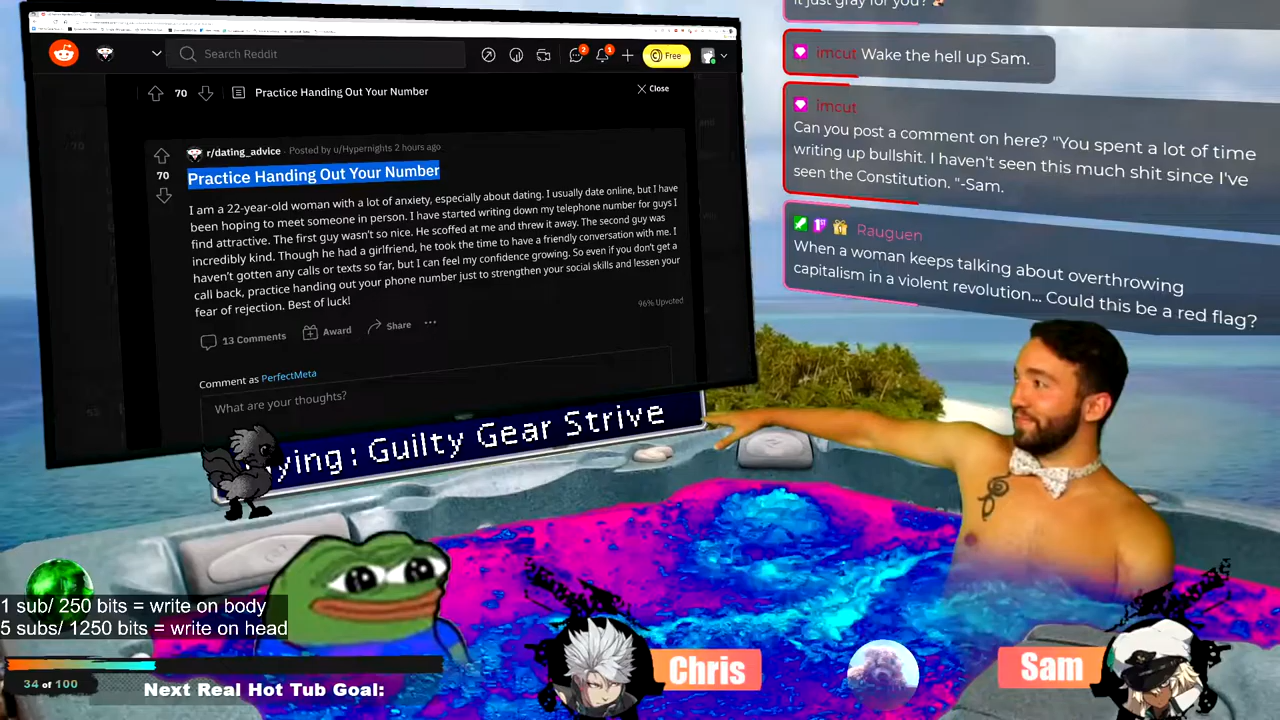 Search Reddit
2
1
Free
70
Practice Handing Out Your Number
Close
r/dating_advice · Posted by u/Hypernights 2 hours ago
70
Practice Handing Out Your Number
I am a 22-year-old woman with a lot of anxiety, especially about dating. I usually date online, but I have
been hoping to meet someone in person. I have started writing down my telephone number for guys I
find attractive. The first guy wasn't so nice. He scoffed at me and threw it away. The second guy was
incredibly kind. Though he had a girlfriend, he took the time to have a friendly conversation with me. I
haven't gotten any calls or texts so far, but I can feel my confidence growing. So even if you don't get a
call back, practice handing out your phone number just to strengthen your social skills and lessen your
fear of rejection. Best of luck!
96% Upvoted
13 Comments
Award
Share
Comment as PerfectMeta
What are your thoughts?
ying: Guilty Gear Strive
it just gray for you?
imcut Wake the hell up Sam.
imcut
Can you post a comment on here? "You spent a lot of time
writing up bullshit. I haven't seen this much shit since I've
seen the Constitution. "-Sam.
Rauguen
When a woman keeps talking about overthrowing
capitalism in a violent revolution... Could this be a red flag?
1 sub/ 250 bits = write on body
5 subs/ 1250 bits = write on head
34 of 100
Next Real Hot Tub Goal:
Chris
Sam